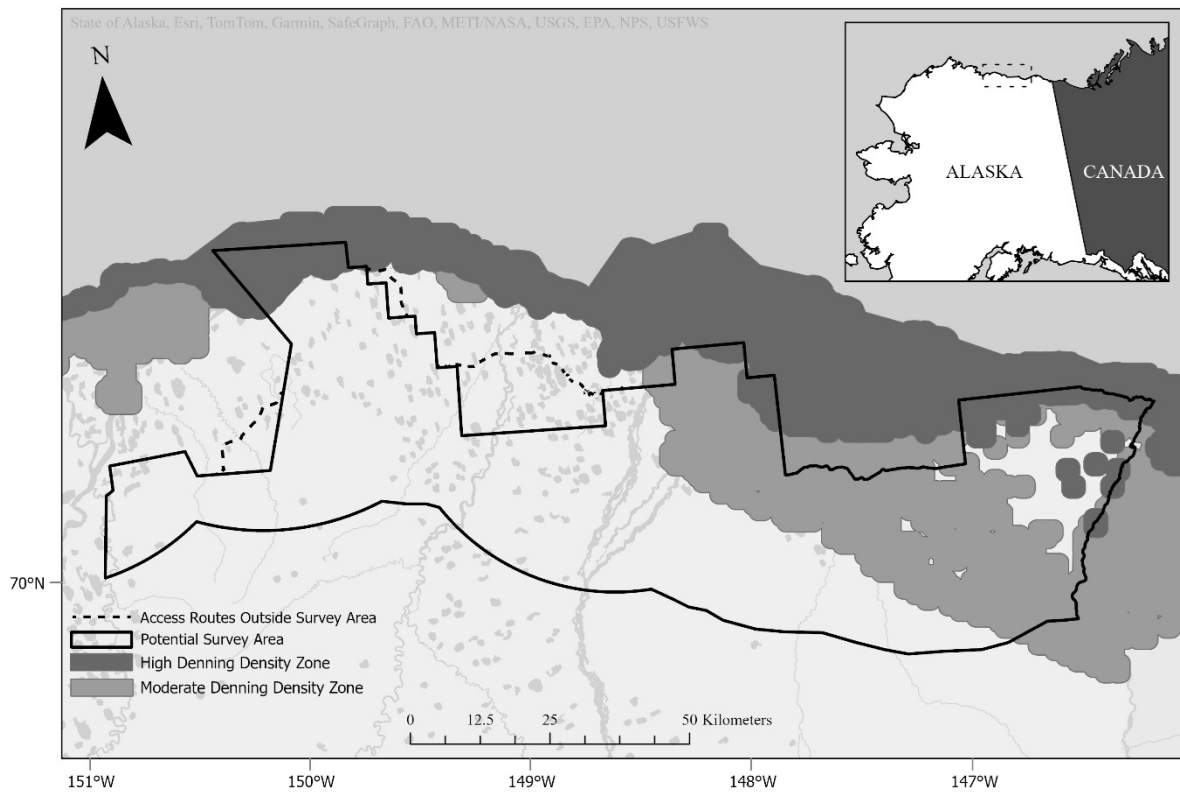 State of Alaska, Esri, TomTom, Garmin, SafeGraph, FAO, METI/NASA, USGS, EPA, NPS, USFWS
N
ALASKA
CANADA
70°N
Access Routes Outside Survey Area
Potential Survey Area
High Denning Density Zone
Moderate Denning Density Zone
0 12.5 25 50 Kilometers
151°W 150°W 149°W 148°W 147°W